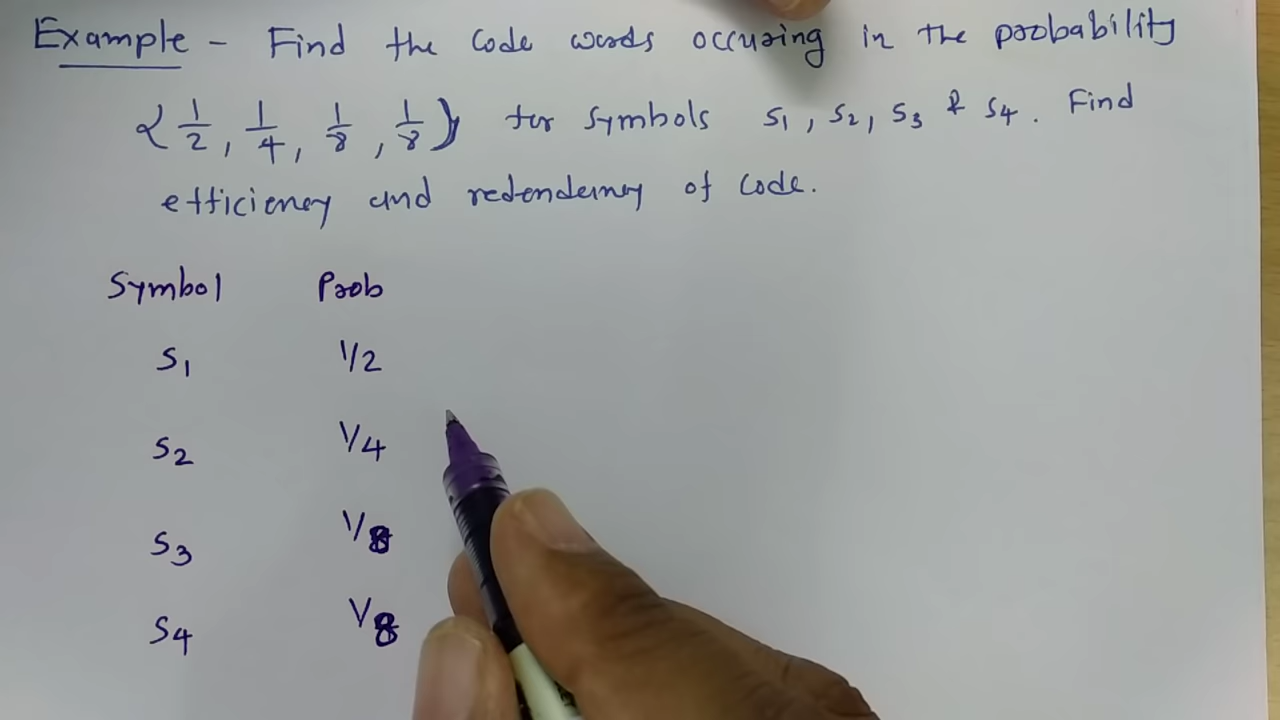 Example - Find the Code words occuring in the probability
{1/2, 1/4, 1/8, 1/8} for symbols S1, S2, S3 & S4. Find
efficiency and redendemcy of Code.
Symbol Prob
S1 1/2
S2 1/4
S3 1/8
S4 1/8